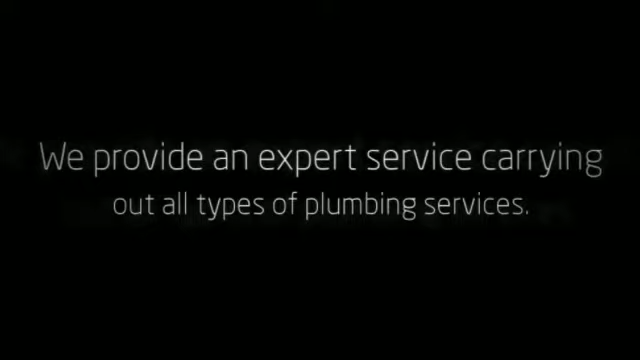 We provide an expert service carrying
out all types of plumbing services.